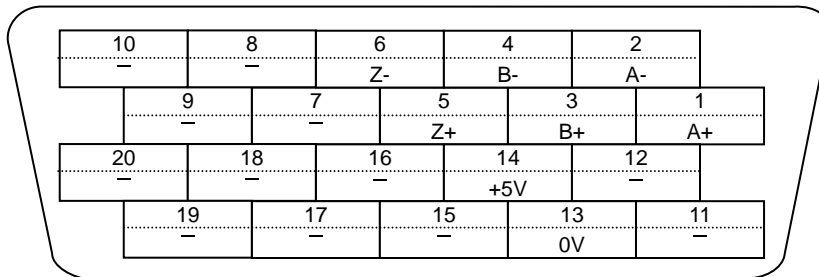 10 8 6 4 2
— — Z- B- A-
9 7 5 3 1
— — Z+ B+ A+
20 18 16 14 12
— — — +5V —
19 17 15 13 11
— — — 0V —